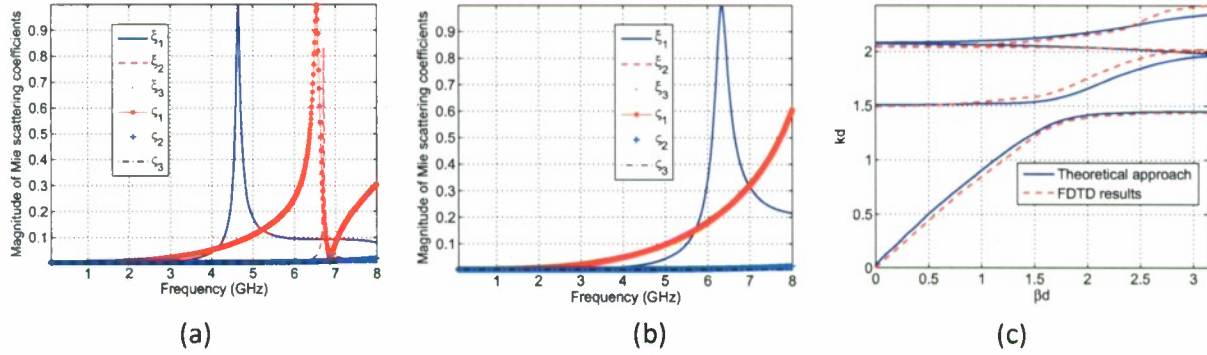 Magnitude of Mie scattering coefficients
0.9
0.8
0.7
0.6
0.5
0.4
0.3
0.2
0.1
ξ1
ξ2
ξ3
ς1
ς2
ς3
1 2 3 4 5 6 7 8
Frequency (GHz)
(a)
Magnitude of Mie scattering coefficients
0.9
0.8
0.7
0.6
0.5
0.4
0.3
0.2
0.1
ξ1
ξ2
ξ3
ς1
ς2
ς3
1 2 3 4 5 6 7 8
Frequency (GHz)
(b)
kd
2
1.5
1
0.5
0
Theoretical approach
FDTD results
0 0.5 1 1.5 2 2.5 3
βd
(c)